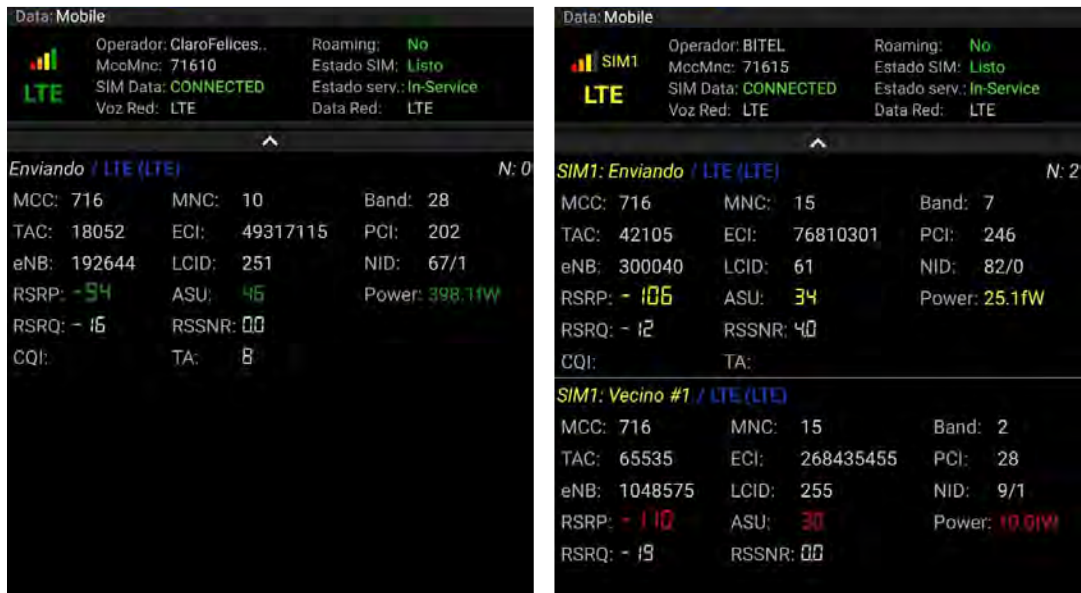 Data: Mobile
Operador: ClaroFelices.. Roaming: No
MccMnc: 71610 Estado SIM: Listo
LTE SIM Data: CONNECTED Estado serv.: In-Service
Voz Red: LTE Data Red: LTE
Enviando / LTE (LTE) N: 0
MCC: 716 MNC: 10 Band: 28
TAC: 18052 ECI: 49317115 PCI: 202
eNB: 192644 LCID: 251 NID: 67/1
RSRP: -94 ASU: 46 Power: 398.1fW
RSRQ: -16 RSSNR: 0.0
CQI: TA: 8
Data: Mobile
Operador: BITEL Roaming: No
SIM1 MccMnc: 71615 Estado SIM: Listo
LTE SIM Data: CONNECTED Estado serv.: In-Service
Voz Red: LTE Data Red: LTE
SIM1: Enviando / LTE (LTE) N: 2
MCC: 716 MNC: 15 Band: 7
TAC: 42105 ECI: 76810301 PCI: 246
eNB: 300040 LCID: 61 NID: 82/0
RSRP: -106 ASU: 34 Power: 25.1fW
RSRQ: -12 RSSNR: 4.0
CQI: TA:
SIM1: Vecino #1 / LTE (LTE)
MCC: 716 MNC: 15 Band: 2
TAC: 65535 ECI: 268435455 PCI: 28
eNB: 1048575 LCID: 255 NID: 9/1
RSRP: -110 ASU: 30 Power: 10.0fW
RSRQ: -19 RSSNR: 0.0